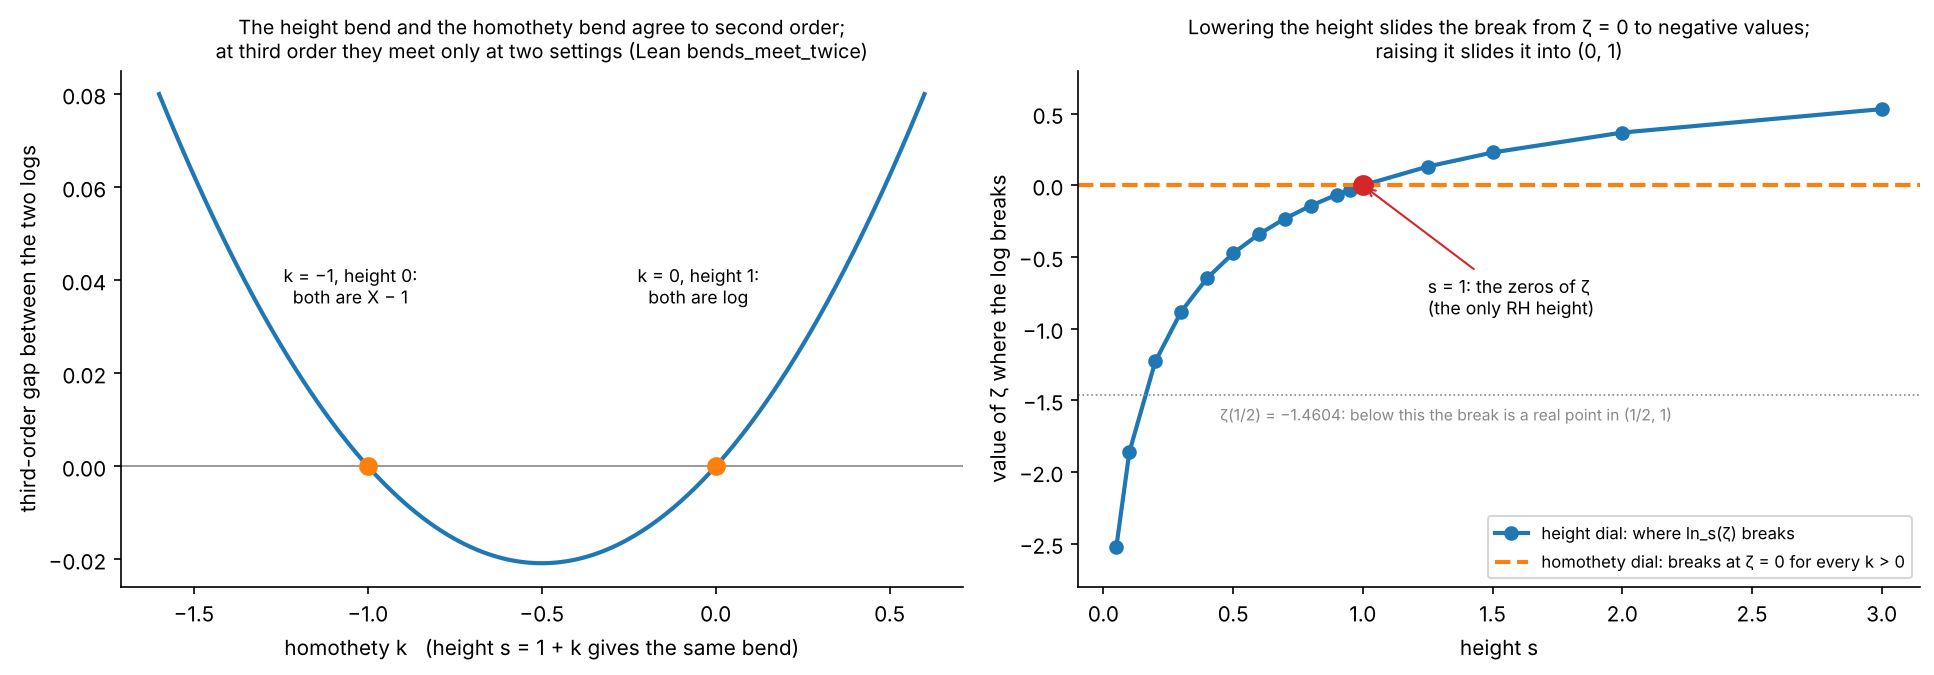 The height bend and the homothety bend agree to second order;
at third order they meet only at two settings (Lean bends_meet_twice)
third-order gap between the two logs
0.08
0.06
0.04
0.02
0.00
−0.02
k = −1, height 0:
both are X − 1
k = 0, height 1:
both are log
−1.5
−1.0
−0.5
0.0
0.5
homothety k   (height s = 1 + k gives the same bend)
Lowering the height slides the break from ζ = 0 to negative values;
raising it slides it into (0, 1)
value of ζ where the log breaks
0.5
0.0
−0.5
−1.0
−1.5
−2.0
−2.5
s = 1: the zeros of ζ
(the only RH height)
ζ(1/2) = −1.4604: below this the break is a real point in (1/2, 1)
height dial: where ln_s(ζ) breaks
homothety dial: breaks at ζ = 0 for every k > 0
0.0
0.5
1.0
1.5
2.0
2.5
3.0
height s